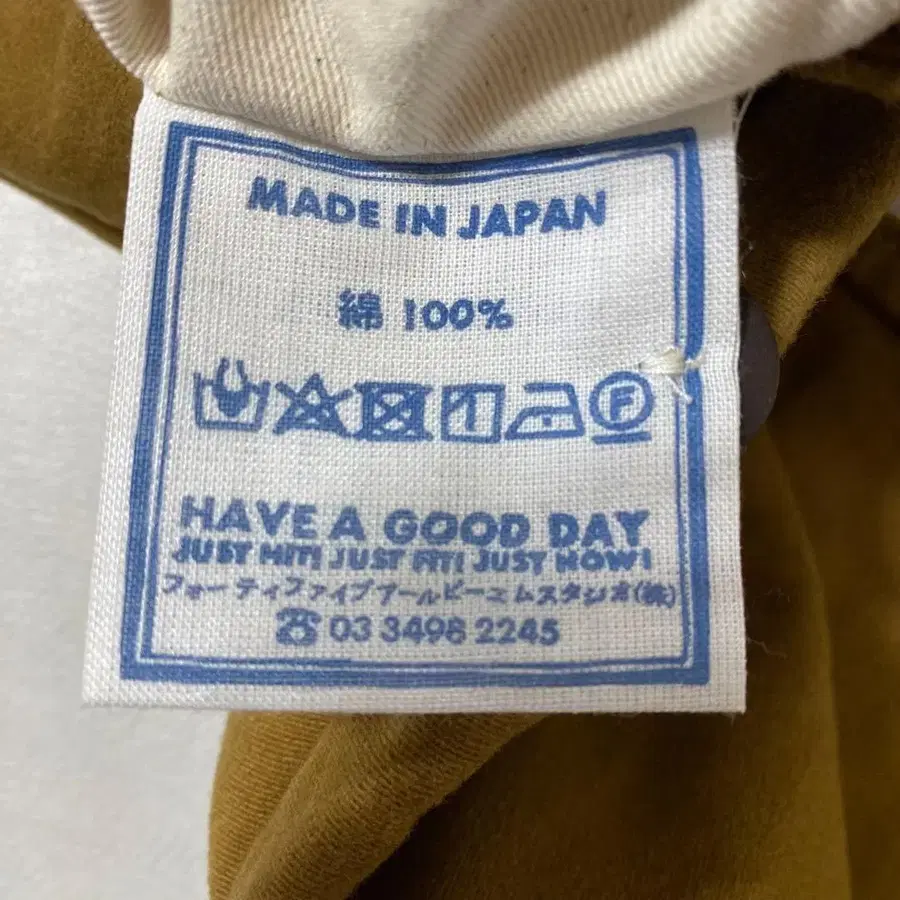 MADE IN JAPAN
綿 100%
F
HAVE A GOOD DAY
JUST HIT! JUST FIT! JUST NOW!
フォーティファイブアールピーエムスタジオ(株)
☎ 03 3498 2245